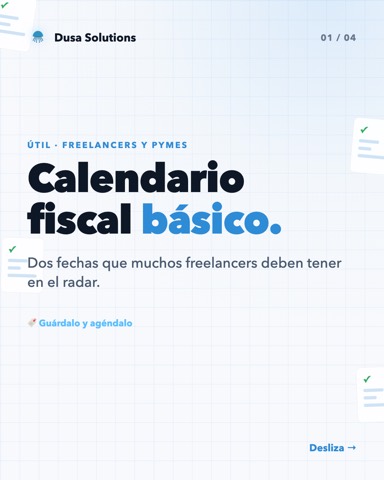 Dusa Solutions
01 / 04
ÚTIL · FREELANCERS Y PYMES
Calendario
fiscal básico.
Dos fechas que muchos freelancers deben tener
en el radar.
Guárdalo y agéndalo
Desliza →